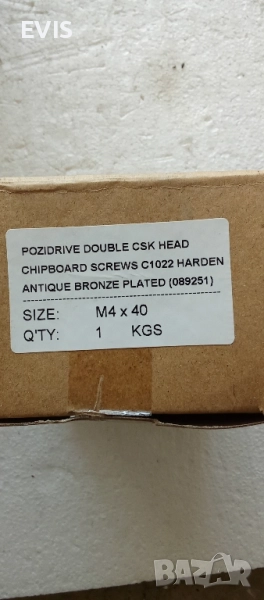 EVIS
POZIDRIVE DOUBLE CSK HEAD
CHIPBOARD SCREWS C1022 HARDEN
ANTIQUE BRONZE PLATED (089251)
SIZE: M4 x 40
Q'TY: 1 KGS
BAZAR